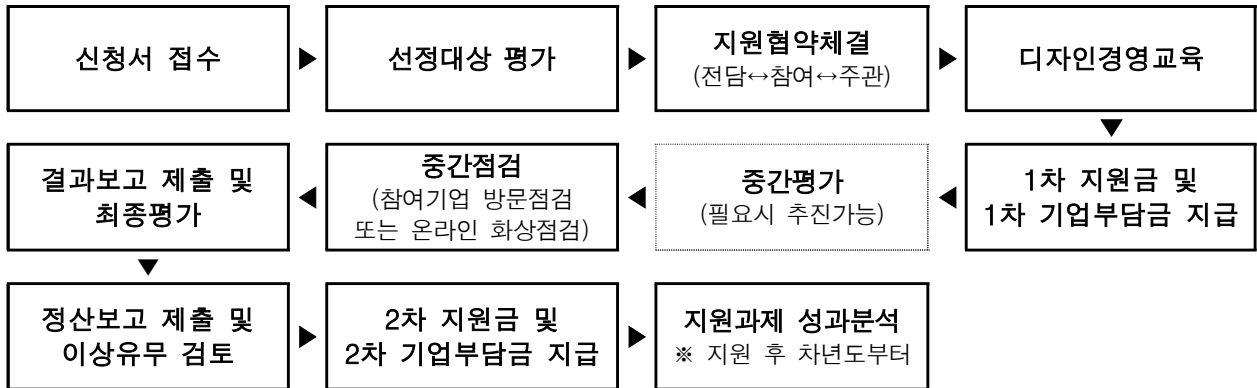 신청서 접수
▶
선정대상 평가
▶
지원협약체결
(전담↔참여↔주관)
▶
디자인경영교육
▼
1차 지원금 및
1차 기업부담금 지급
◀
중간평가
(필요시 추진가능)
◀
중간점검
(참여기업 방문점검
또는 온라인 화상점검)
◀
결과보고 제출 및
최종평가
▼
정산보고 제출 및
이상유무 검토
▶
2차 지원금 및
2차 기업부담금 지급
▶
지원과제 성과분석
※ 지원 후 차년도부터